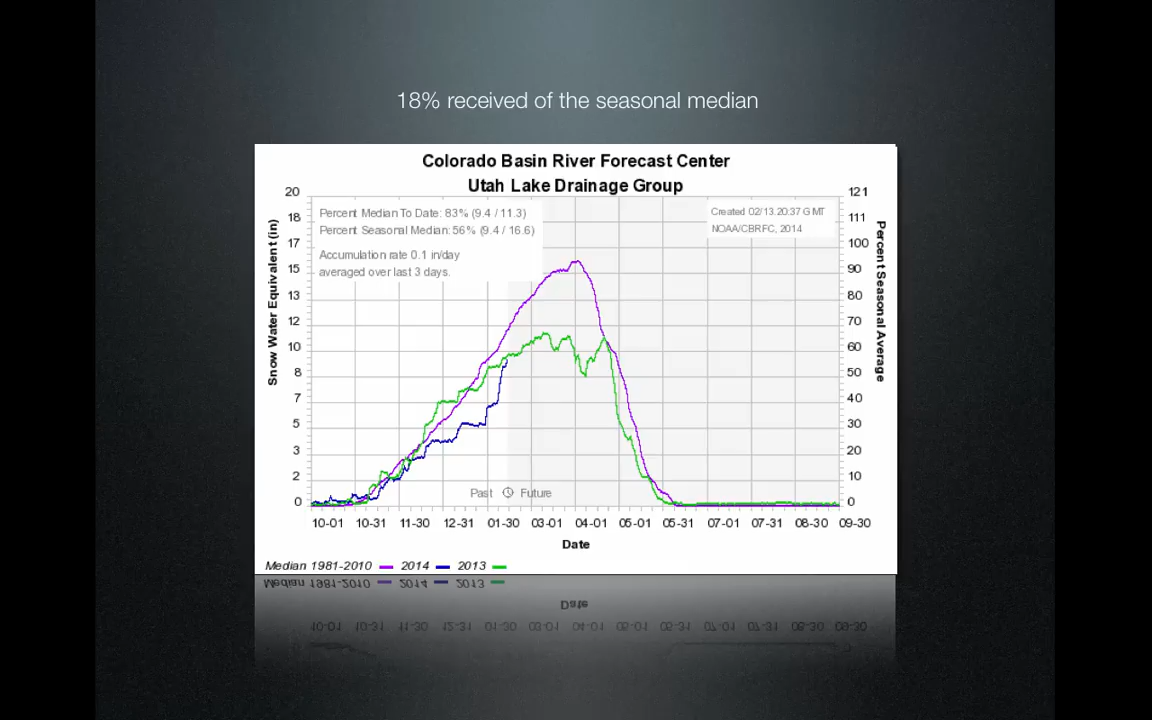 18% received of the seasonal median
Colorado Basin River Forecast Center
Utah Lake Drainage Group
Percent Median To Date: 83% (9.4 / 11.3)
Percent Seasonal Median: 56% (9.4 / 16.6)
Accumulation rate 0.1 in/day
averaged over last 3 days.
Created 02/13.20:37 GMT
NOAA/CBRFC, 2014
Snow Water Equivalent (in)
20
18
17
15
13
12
10
8
7
5
3
2
0
121
111
100
90
80
70
60
50
40
30
20
10
0
Percent Seasonal Average
Past Future
10-01 10-31 11-30 12-31 01-30 03-01 04-01 05-01 05-31 07-01 07-31 08-30 09-30
Date
Median 1981-2010 2014 2013